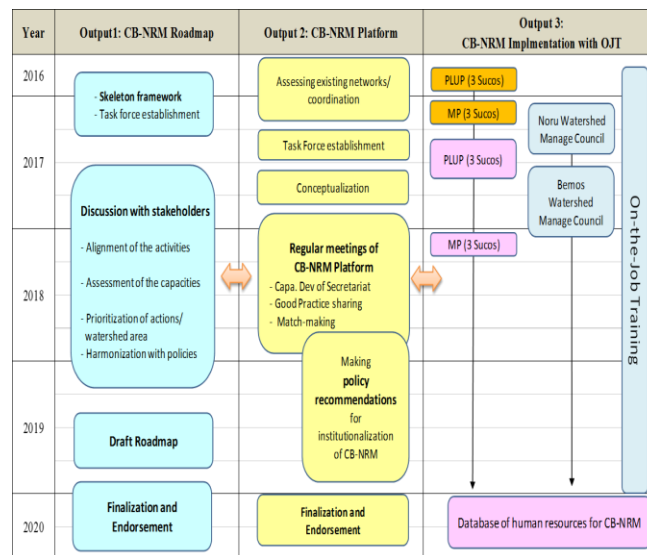 Year
Output1: CB-NRM Roadmap
Output 2: CB-NRM Platform
Output 3:
CB-NRM Implmentation with OJT
2016
- Skeleton framework
- Task force establishment
Assessing existing networks/
coordination
PLUP (3 Sucos)
MP (3 Sucos)
Noru Watershed
Manage Council
2017
Task Force establishment
PLUP (3 Sucos)
Conceptualization
Bemos
Watershed
Manage Council
Discussion with stakeholders
- Alignment of the activities
- Assessment of the capacities
- Prioritization of actions/
watershed area
- Harmonization with policies
2018
Regular meetings of
CB-NRM Platform
- Capa. Dev of Secretariat
- Good Practice sharing
- Match-making
MP (3 Sucos)
On-the-Job Training
Making
policy
recommendations
for
institutionalization
of CB-NRM
2019
Draft Roadmap
2020
Finalization and
Endorsement
Finalization and
Endorsement
Database of human resources for CB-NRM